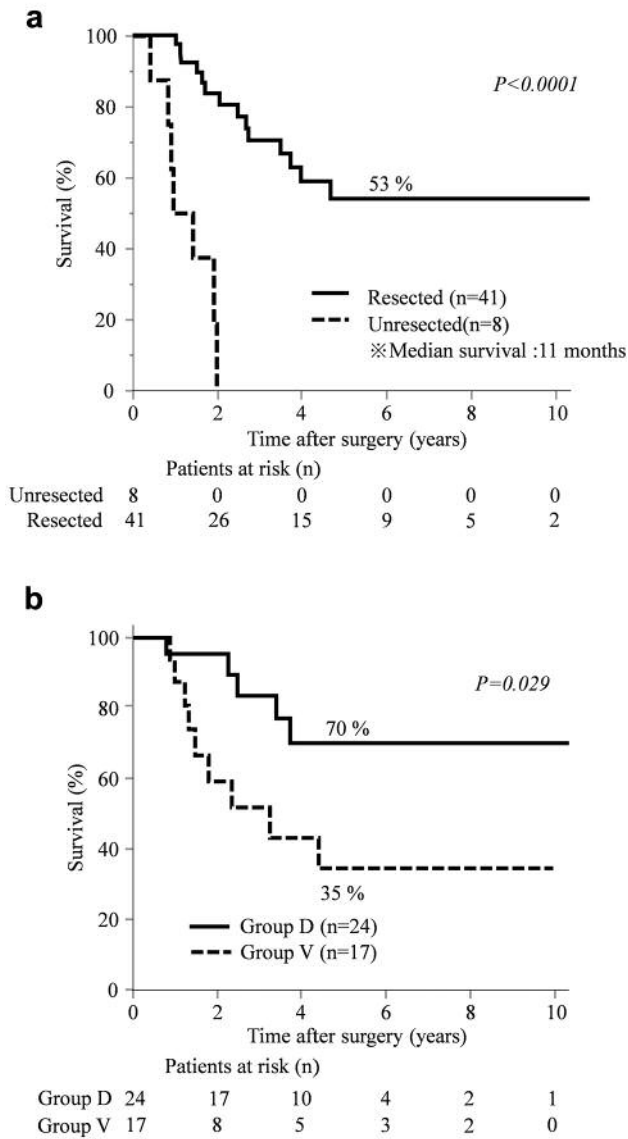 a
100
80
60
40
20
0
Survival (%)
P<0.0001
53 %
Resected (n=41)
Unresected(n=8)
※Median survival :11 months
0 2 4 6 8 10
Time after surgery (years)
Patients at risk (n)
Unresected 8 0 0 0 0 0
Resected 41 26 15 9 5 2
b
100
80
60
40
20
0
Survival (%)
P=0.029
70 %
35 %
Group D (n=24)
Group V (n=17)
0 2 4 6 8 10
Time after surgery (years)
Patients at risk (n)
Group D 24 17 10 4 2 1
Group V 17 8 5 3 2 0